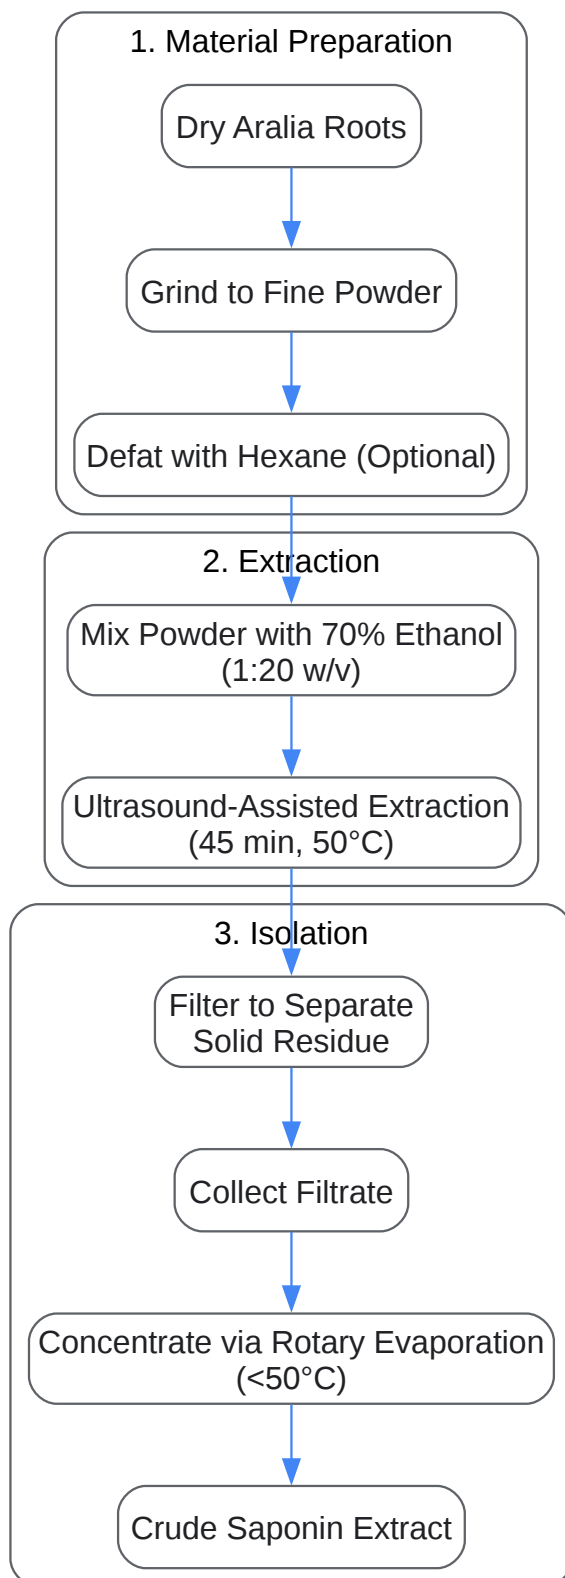 1. Material Preparation
Dry Aralia Roots
Grind to Fine Powder
Defat with Hexane (Optional)
2. Extraction
Mix Powder with 70% Ethanol
(1:20 w/v)
Ultrasound-Assisted Extraction
(45 min, 50°C)
3. Isolation
Filter to Separate
Solid Residue
Collect Filtrate
Concentrate via Rotary Evaporation
(<50°C)
Crude Saponin Extract